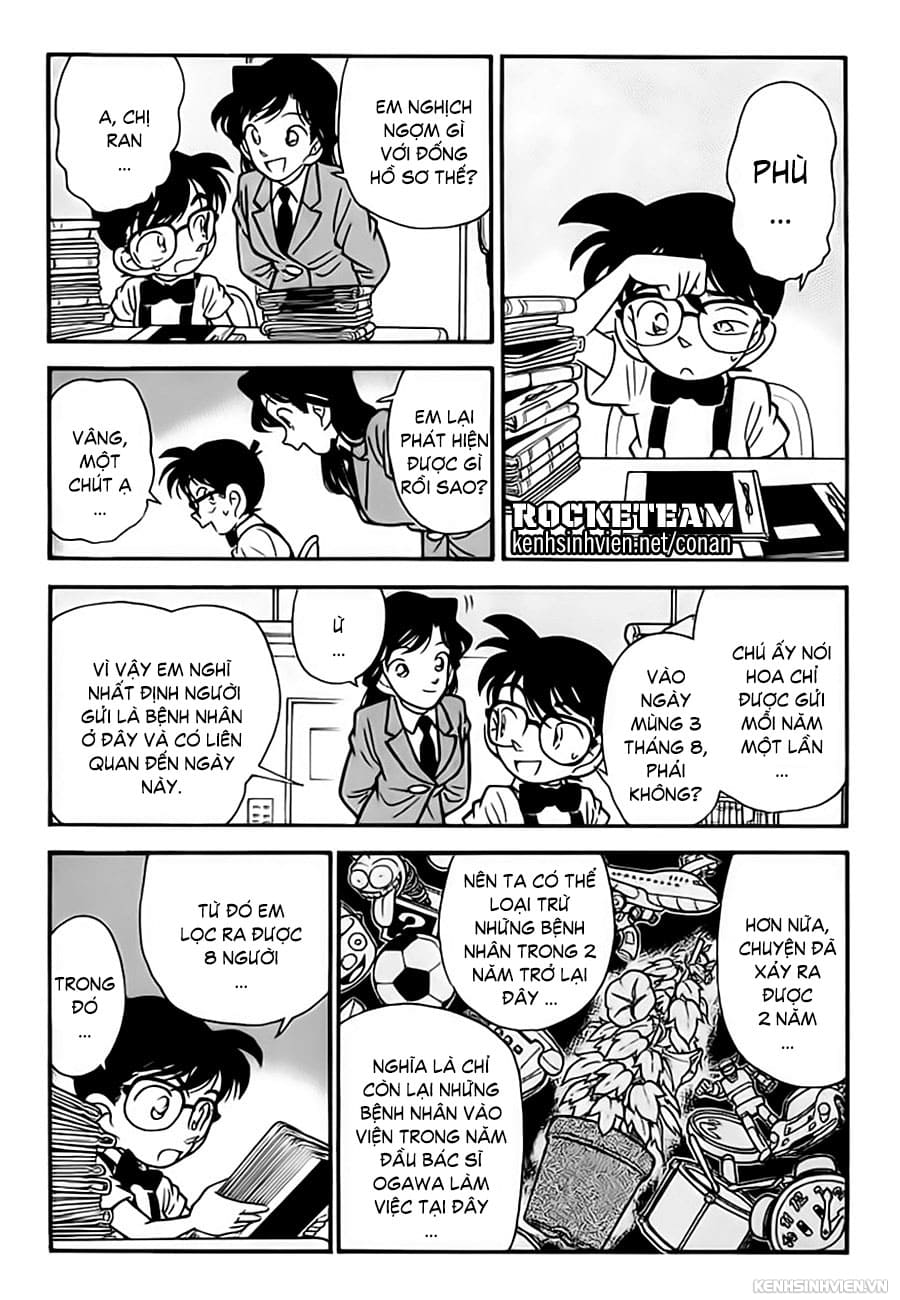 PHÙ
...
ROCKETEAM
kenhsinhvien.net/conan
EM NGHỊCH
NGỢM GÌ
VỚI ĐỐNG
HỒ SƠ THẾ?
A, CHỊ
RAN
...
EM LẠI
PHÁT HIỆN
ĐƯỢC GÌ
RỒI SAO?
VÂNG,
MỘT
CHÚT Ạ
...
CHÚ ẤY NÓI
HOA CHỈ
ĐƯỢC GỬI
MỖI NĂM
MỘT LẦN
...
VÀO
NGÀY
MÙNG 3
THÁNG 8,
PHẢI
KHÔNG?
Ừ
...
VÌ VẬY EM NGHĨ
NHẤT ĐỊNH NGƯỜI
GỬI LÀ BỆNH NHÂN
Ở ĐÂY VÀ CÓ LIÊN
QUAN ĐẾN NGÀY
NÀY.
HƠN NỮA,
CHUYỆN ĐÃ
XẢY RA
ĐƯỢC
2 NĂM
...
NÊN TA CÓ THỂ
LOẠI TRỪ
NHỮNG BỆNH
NHÂN TRONG 2
NĂM TRỞ LẠI
ĐÂY ...
NGHĨA LÀ CHỈ
CÒN LẠI NHỮNG
BỆNH NHÂN VÀO
VIỆN TRONG NĂM
ĐẦU BÁC SĨ
OGAWA LÀM
VIỆC TẠI ĐÂY
...
TỪ ĐÓ EM
LỌC RA ĐƯỢC
8 NGƯỜI
...
TRONG
ĐÓ
...
KENHSINHVIEN.VN